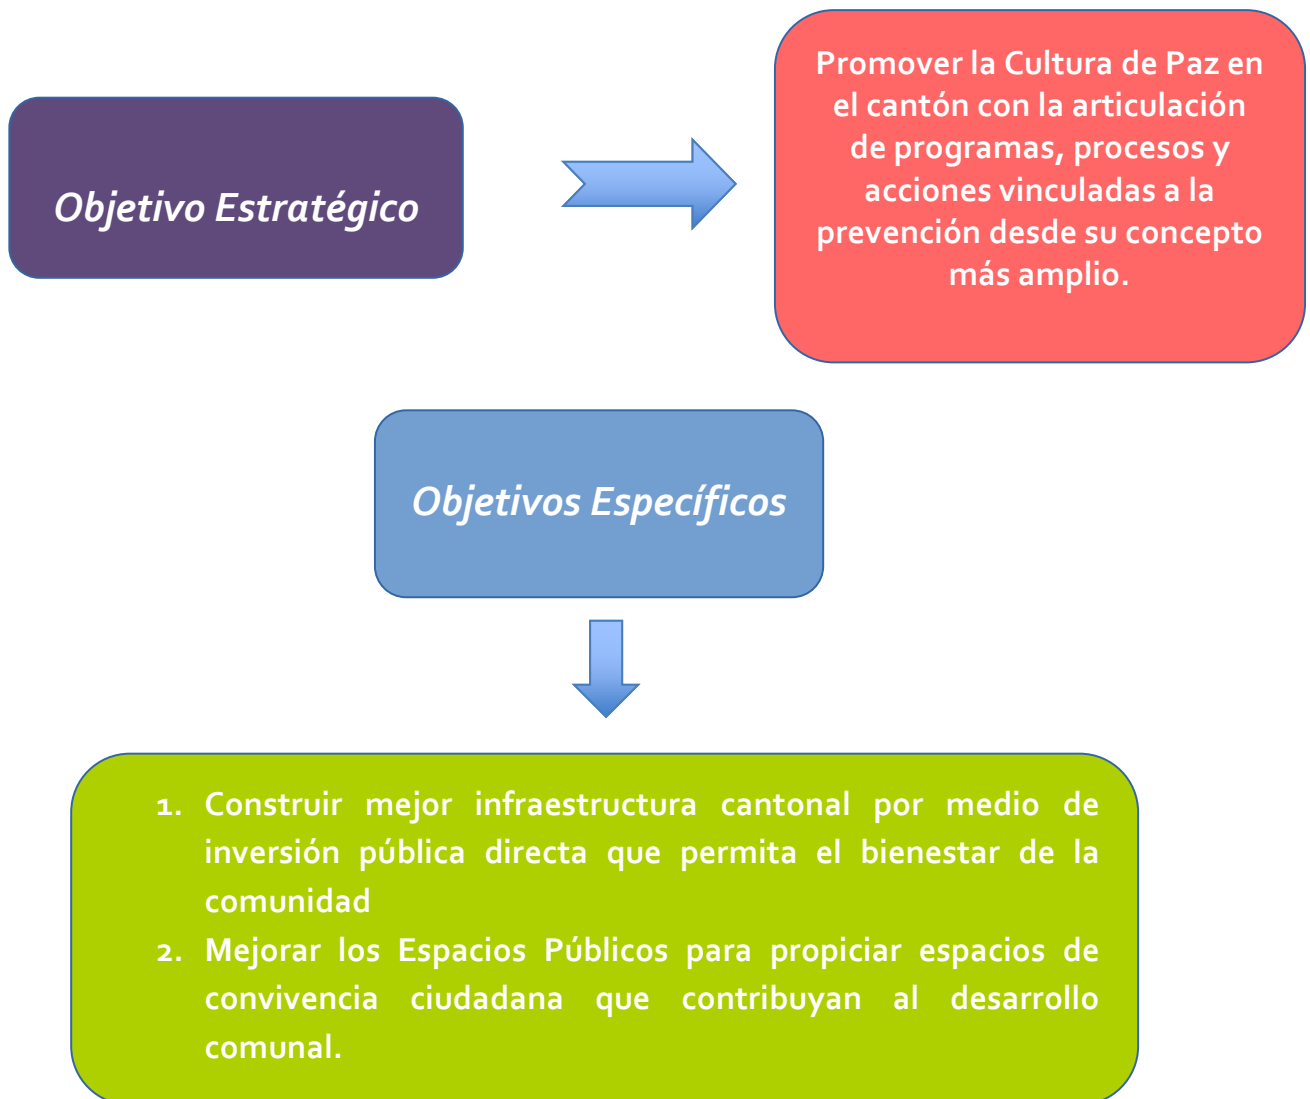 Objetivo Estratégico
Promover la Cultura de Paz en
el cantón con la articulación
de programas, procesos y
acciones vinculadas a la
prevención desde su concepto
más amplio.
Objetivos Específicos
1. Construir mejor infraestructura cantonal por medio de
inversión pública directa que permita el bienestar de la
comunidad
2. Mejorar los Espacios Públicos para propiciar espacios de
convivencia ciudadana que contribuyan al desarrollo
comunal.